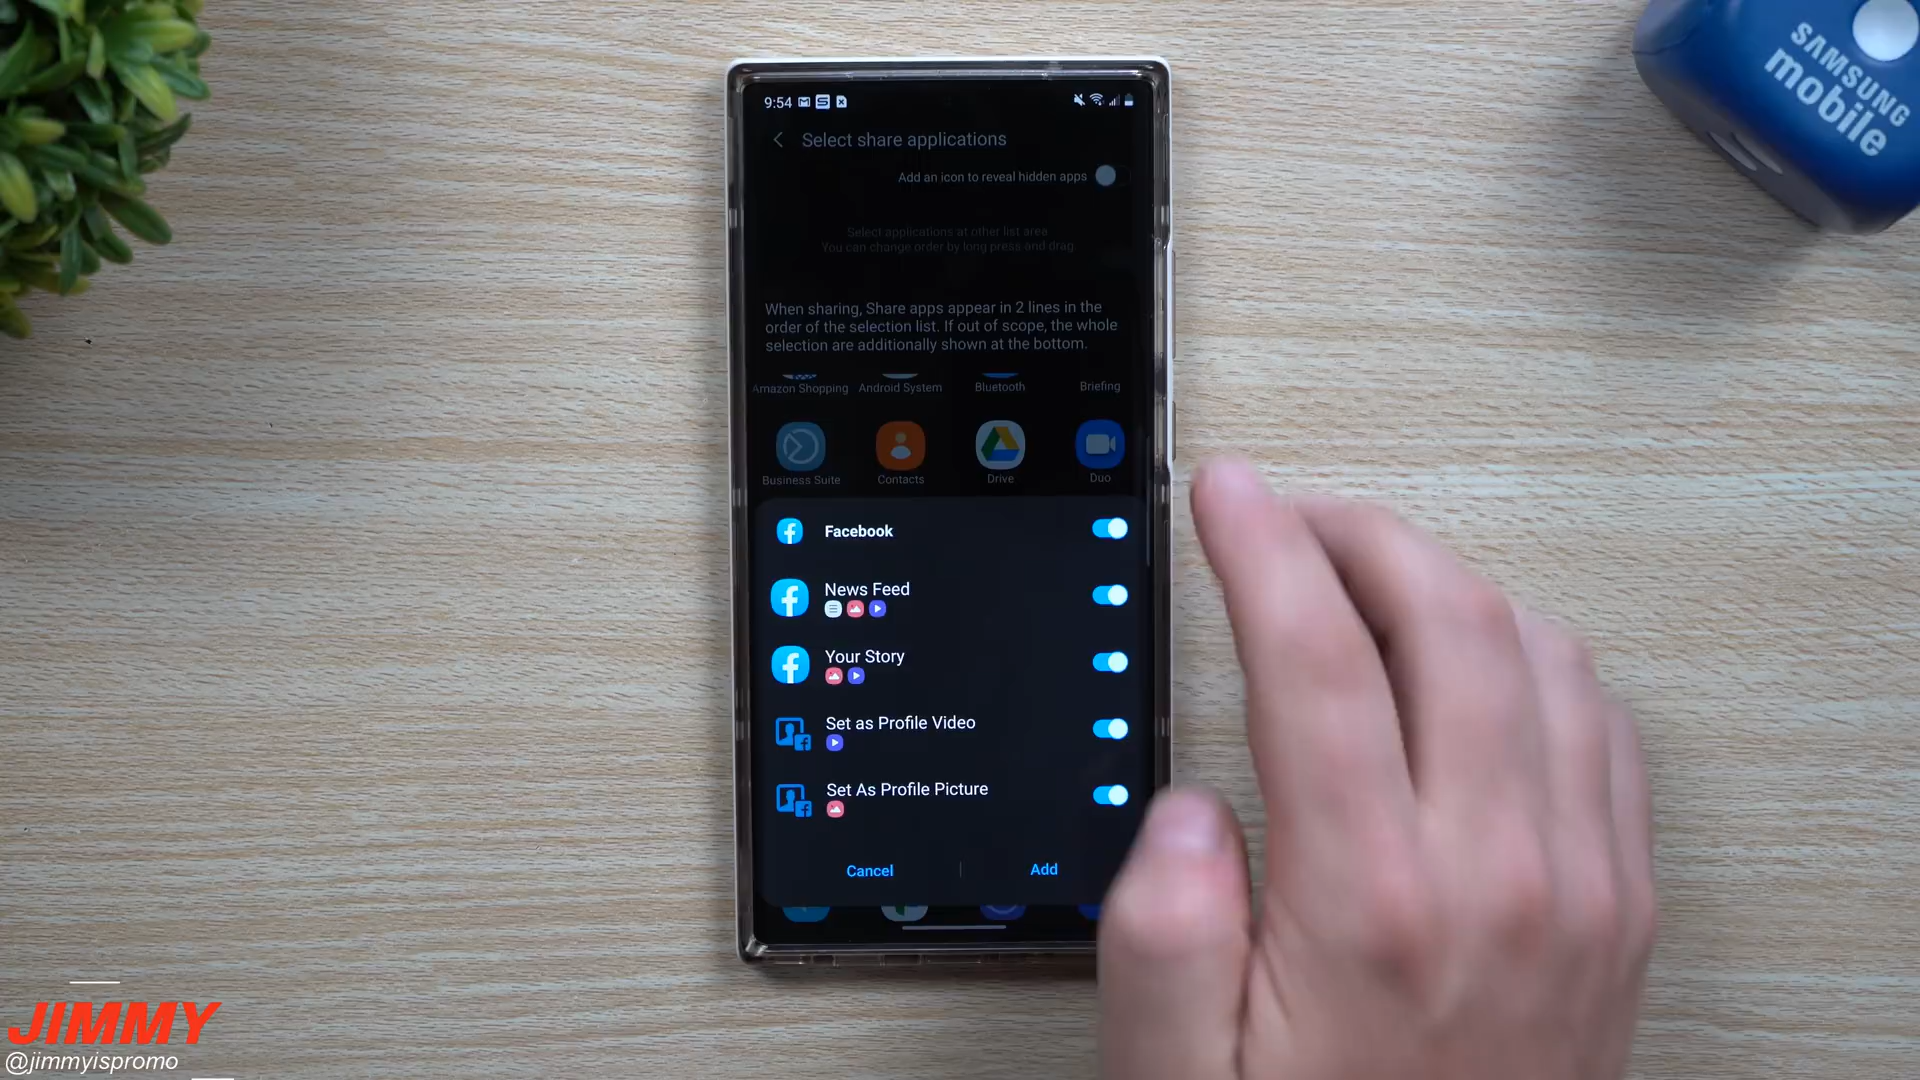 SAMSUNG
mobile
9:54
Select share applications
Add an icon to reveal hidden apps
Select applications at other list area
You can change order by long press and drag.
When sharing, Share apps appear in 2 lines in the
order of the selection list. If out of scope, the whole
selection are additionally shown at the bottom.
Amazon Shopping Android System Bluetooth Briefing
Business Suite Contacts Drive Duo
Facebook
News Feed
Your Story
Set as Profile Video
Set As Profile Picture
Cancel Add
JIMMY
@jimmyispromo